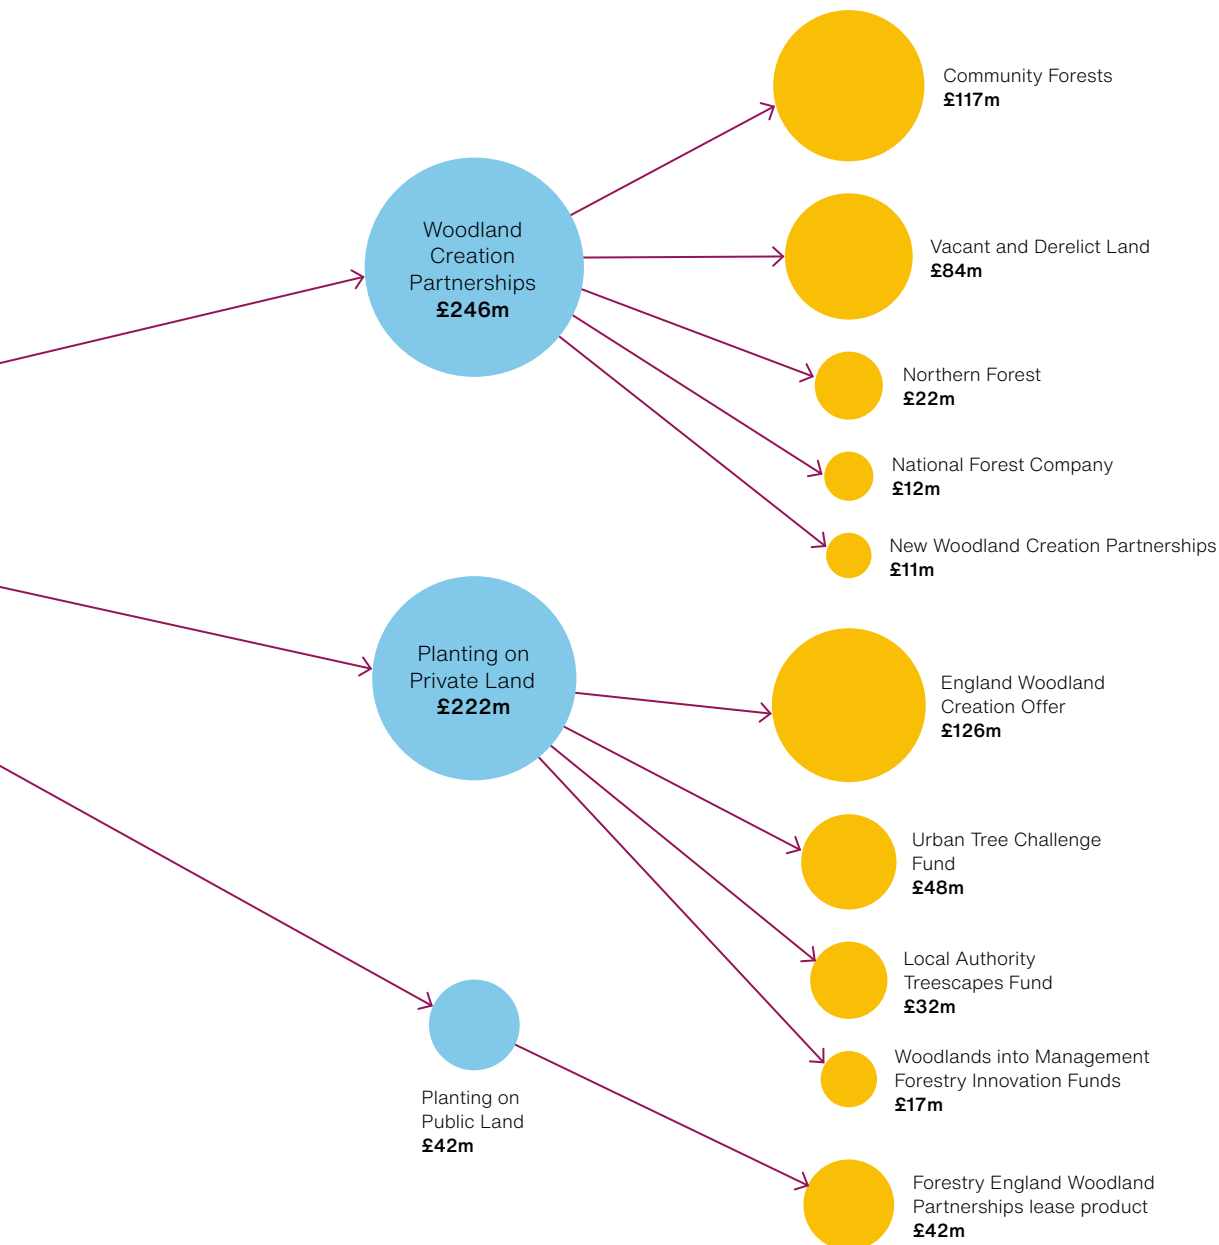 Community Forests
£117m
Woodland
Creation
Partnerships
£246m
Vacant and Derelict Land
£84m
Northern Forest
£22m
National Forest Company
£12m
New Woodland Creation Partnerships
£11m
Planting on
Private Land
£222m
England Woodland
Creation Offer
£126m
Urban Tree Challenge
Fund
£48m
Local Authority
Treescapes Fund
£32m
Woodlands into Management
Forestry Innovation Funds
£17m
Planting on
Public Land
£42m
Forestry England Woodland
Partnerships lease product
£42m